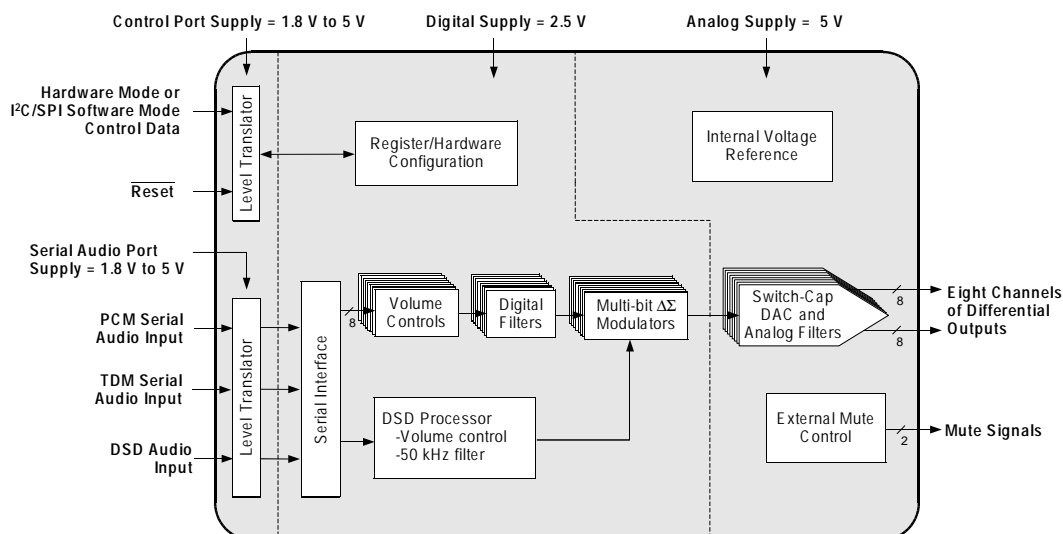 Control Port Supply = 1.8 V to 5 V
Digital Supply = 2.5 V
Analog Supply = 5 V
Hardware Mode or
I²C/SPI Software Mode
Control Data
Reset
Level Translator
Register/Hardware
Configuration
Internal Voltage
Reference
Serial Audio Port
Supply = 1.8 V to 5 V
PCM Serial
Audio Input
TDM Serial
Audio Input
DSD Audio
Input
Level Translator
Serial Interface
8
Volume
Controls
Digital
Filters
Multi-bit ΔΣ
Modulators
Switch-Cap
DAC and
Analog Filters
8
8
Eight Channels
of Differential
Outputs
DSD Processor
-Volume control
-50 kHz filter
External Mute
Control
2
Mute Signals